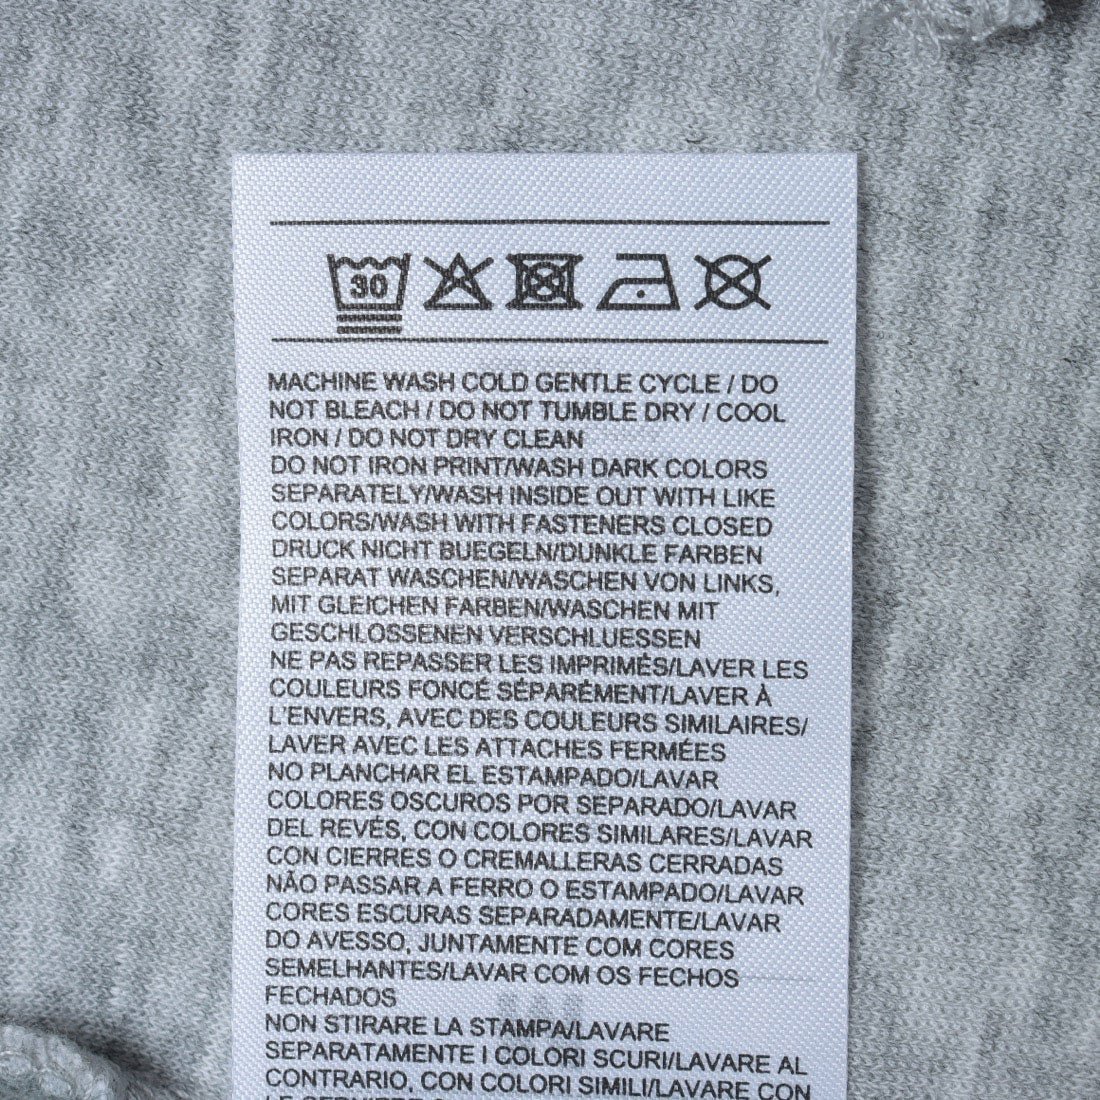 30
MACHINE WASH COLD GENTLE CYCLE / DO
NOT BLEACH / DO NOT TUMBLE DRY / COOL
IRON / DO NOT DRY CLEAN
DO NOT IRON PRINT/WASH DARK COLORS
SEPARATELY/WASH INSIDE OUT WITH LIKE
COLORS/WASH WITH FASTENERS CLOSED
DRUCK NICHT BUEGELN/DUNKLE FARBEN
SEPARAT WASCHEN/WASCHEN VON LINKS,
MIT GLEICHEN FARBEN/WASCHEN MIT
GESCHLOSSENEN VERSCHLUESSEN
NE PAS REPASSER LES IMPRIMÉS/LAVER LES
COULEURS FONCÉ SÉPARÉMENT/LAVER À
L'ENVERS, AVEC DES COULEURS SIMILAIRES/
LAVER AVEC LES ATTACHES FERMÉES
NO PLANCHAR EL ESTAMPADO/LAVAR
COLORES OSCUROS POR SEPARADO/LAVAR
DEL REVÉS, CON COLORES SIMILARES/LAVAR
CON CIERRES O CREMALLERAS CERRADAS
NÃO PASSAR A FERRO O ESTAMPADO/LAVAR
CORES ESCURAS SEPARADAMENTE/LAVAR
DO AVESSO, JUNTAMENTE COM CORES
SEMELHANTES/LAVAR COM OS FECHOS
FECHADOS
NON STIRARE LA STAMPA/LAVARE
SEPARATAMENTE I COLORI SCURI/LAVARE AL
CONTRARIO, CON COLORI SIMILI/LAVARE CON